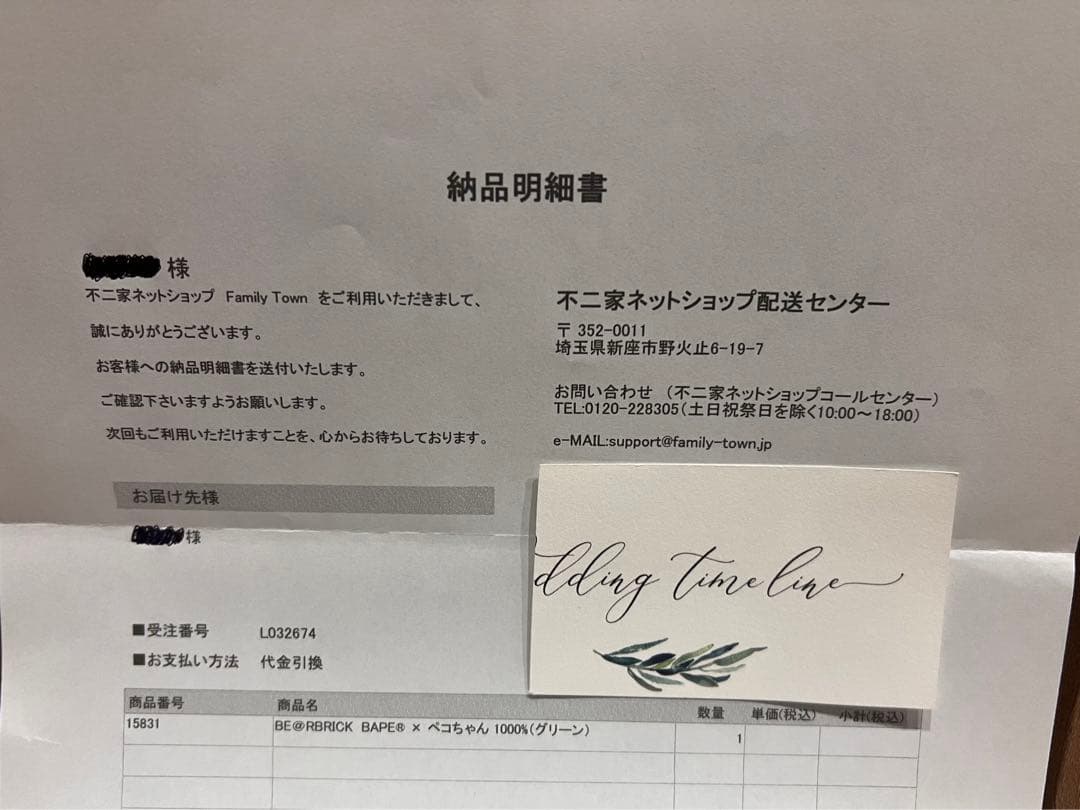 納品明細書
様
不二家ネットショップ Family Town をご利用いただきまして、
誠にありがとうございます。
お客様への納品明細書を送付いたします。
ご確認下さいますようお願いします。
次回もご利用いただけますことを、心からお待ちしております。
不二家ネットショップ配送センター
〒 352-0011
埼玉県新座市野火止6-19-7
お問い合わせ (不二家ネットショップコールセンター)
TEL:0120-228305(土日祝祭日を除く10:00～18:00)
e-MAIL:support@family-town.jp
お届け先様
様
dding timeline
■受注番号 L032674
■お支払い方法 代金引換
商品番号 商品名 数量 単価(税込) 小計(税込)
15831 BE@RBRICK BAPE® × ペコちゃん 1000%(グリーン) 1